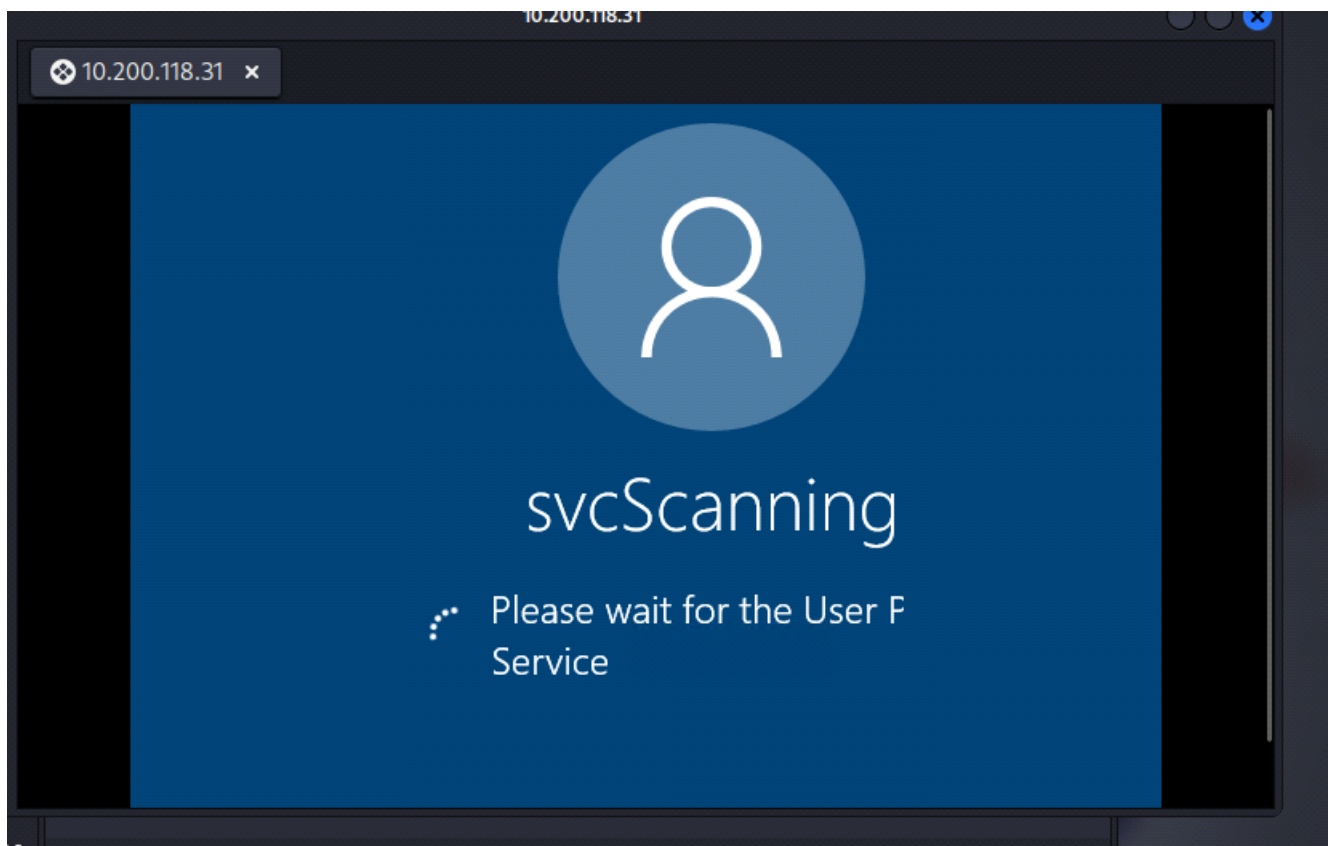 10.200.118.31
10.200.118.31
svcScanning
Please wait for the User P
Service